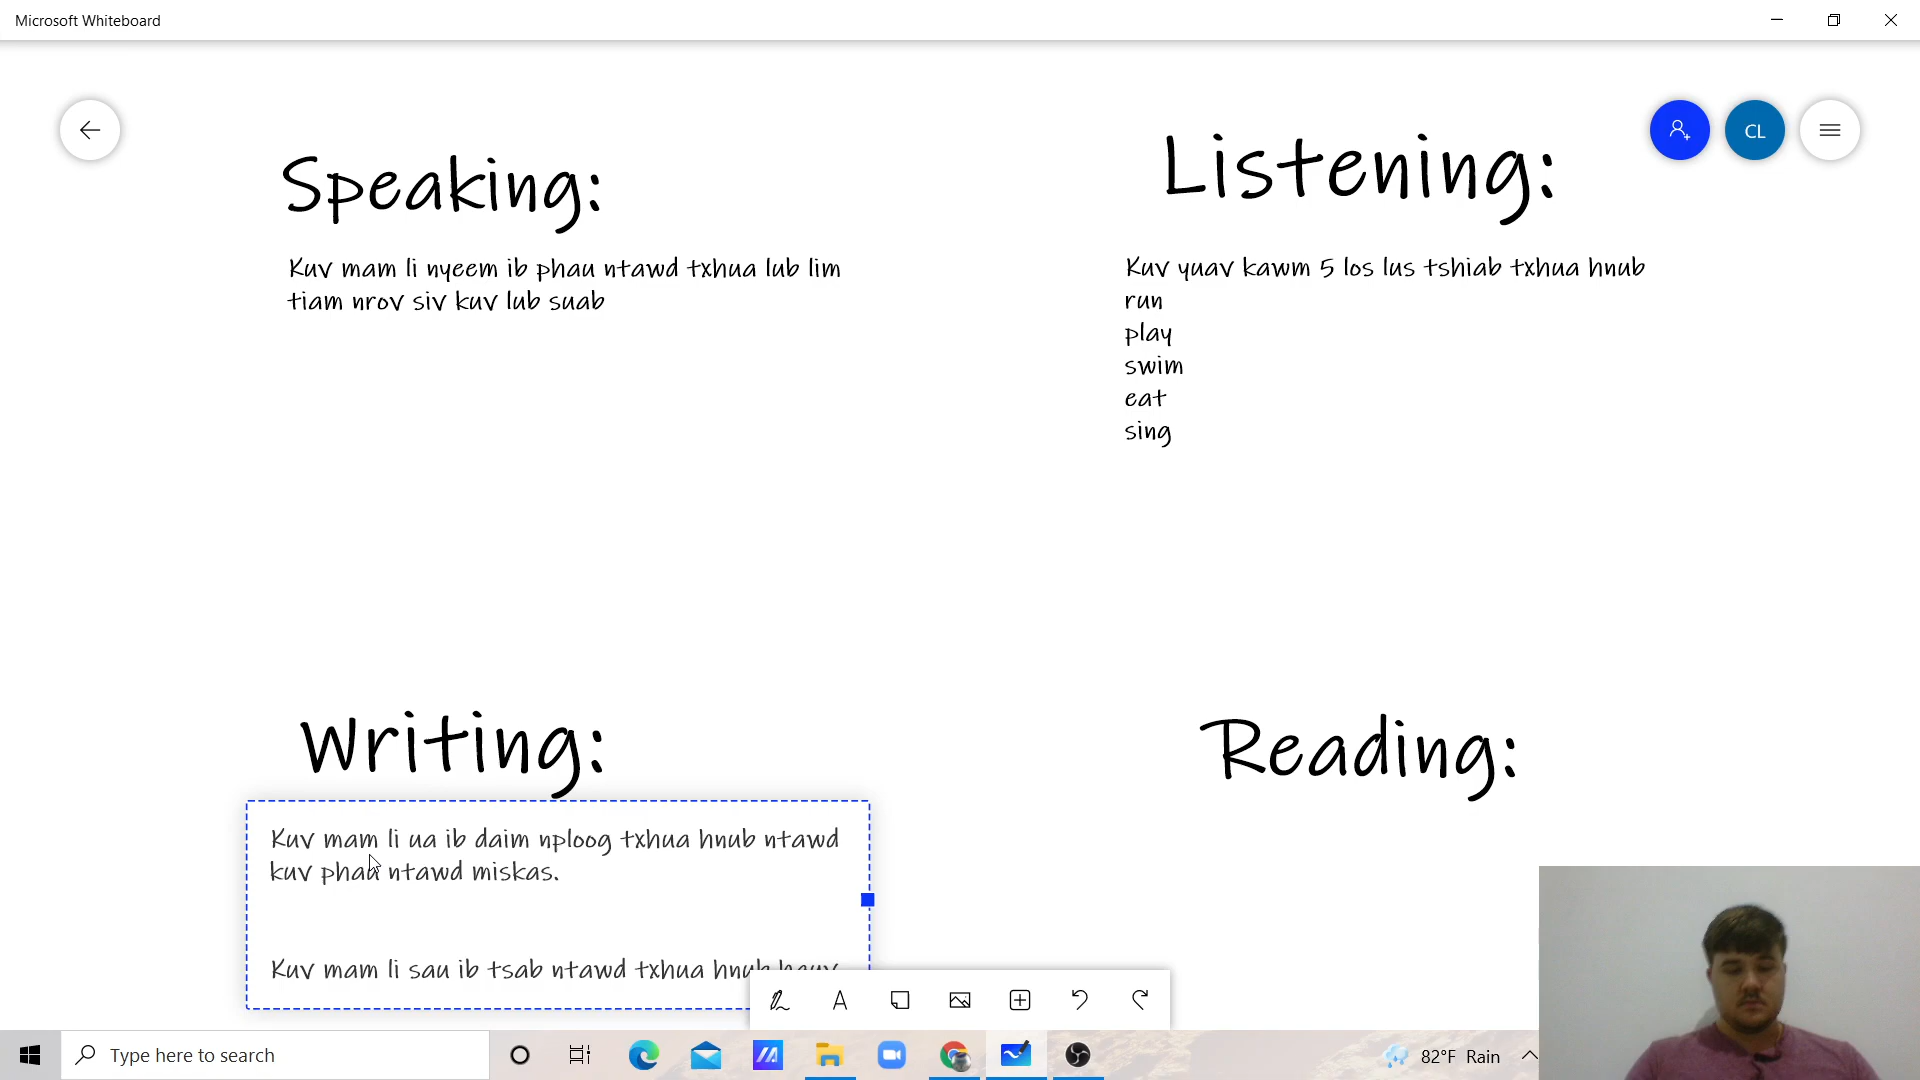 Microsoft Whiteboard
CL
Speaking:
Kuv mam li nyeem ib phau ntawd txhua lub lim
tiam nrov siv kuv lub suab
Listening:
Kuv yuav kawm 5 los lus tshiab txhua hnub
run
play
swim
eat
sing
Writing:
Kuv mam li ua ib daim nploog txhua hnub ntawd
kuv phau ntawd miskas.
Kuv mam li sau ib tsab ntawd txhua hnub
Reading:
Type here to search
82°F Rain